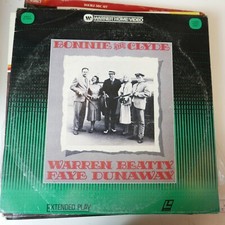 WARNER HOME VIDEO
BONNIE AND CLYDE
WARREN BEATTY
FAYE DUNAWAY
EXTENDED PLAY